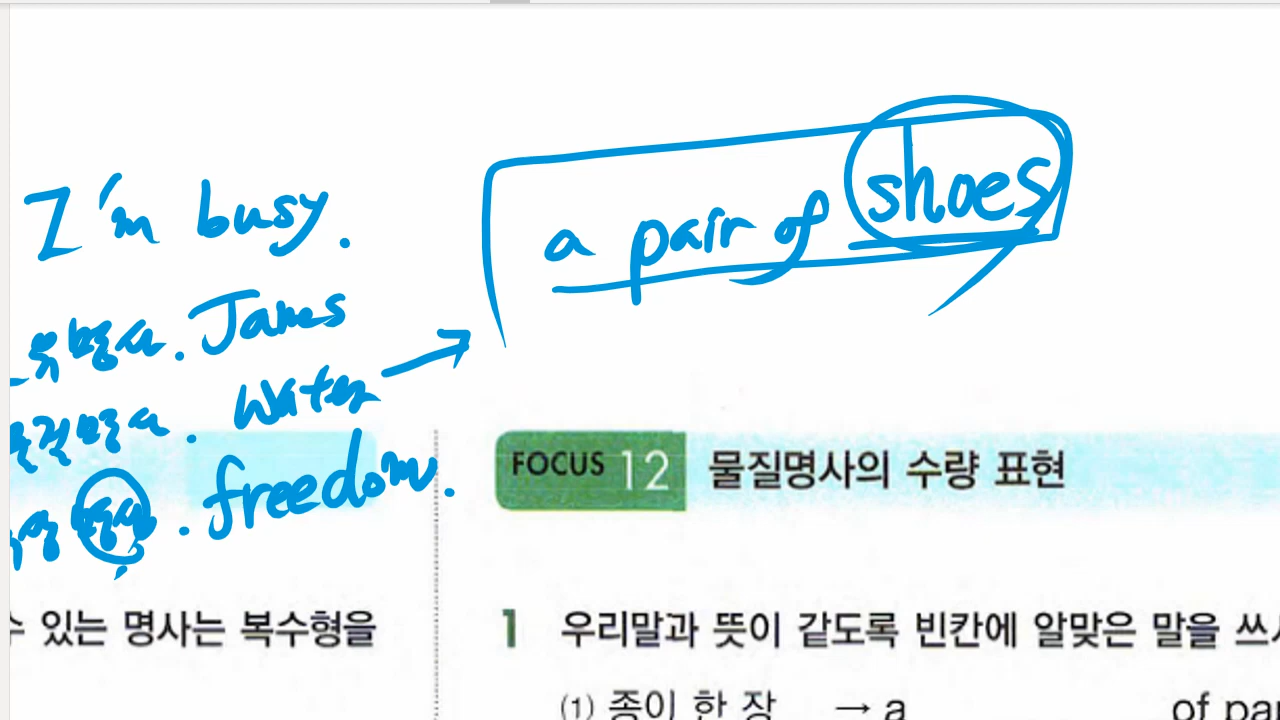 I'm busy.
a pair of shoes
유명사. James
물질명사. Water →
명사. freedom.
FOCUS 12 물질명사의 수량 표현
수 있는 명사는 복수형을
1 우리말과 뜻이 같도록 빈칸에 알맞은 말을 쓰시
(1) 종이 한 장 → a of pap